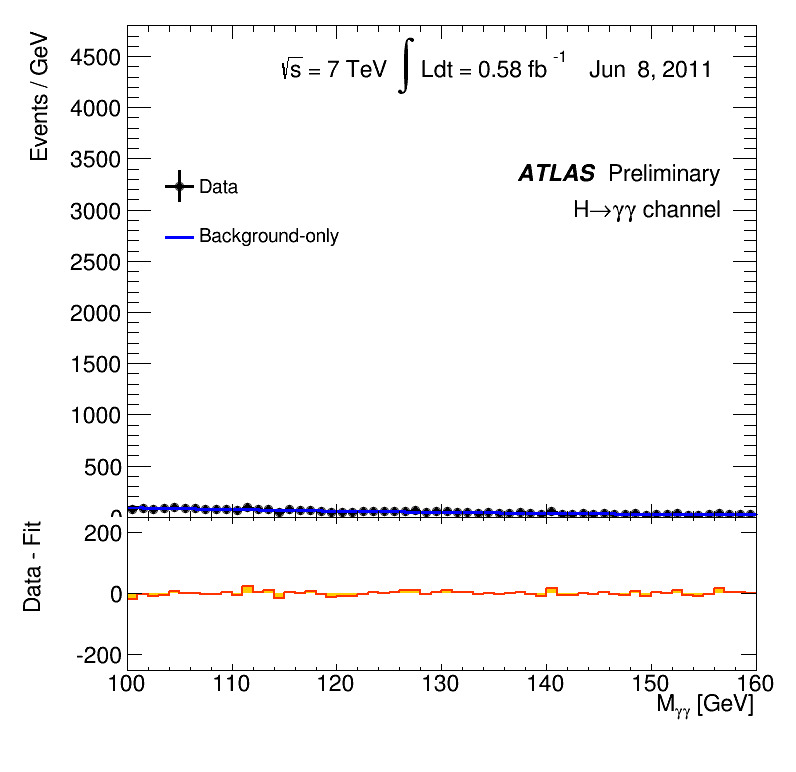 Events / GeV
4500
4000
3500
3000
2500
2000
1500
1000
500
0
√s = 7 TeV ∫ Ldt = 0.58 fb⁻¹ Jun 8, 2011
ATLAS Preliminary
H→γγ channel
Data
Background-only
Data - Fit
200
0
-200
100 110 120 130 140 150 160
Mγγ [GeV]